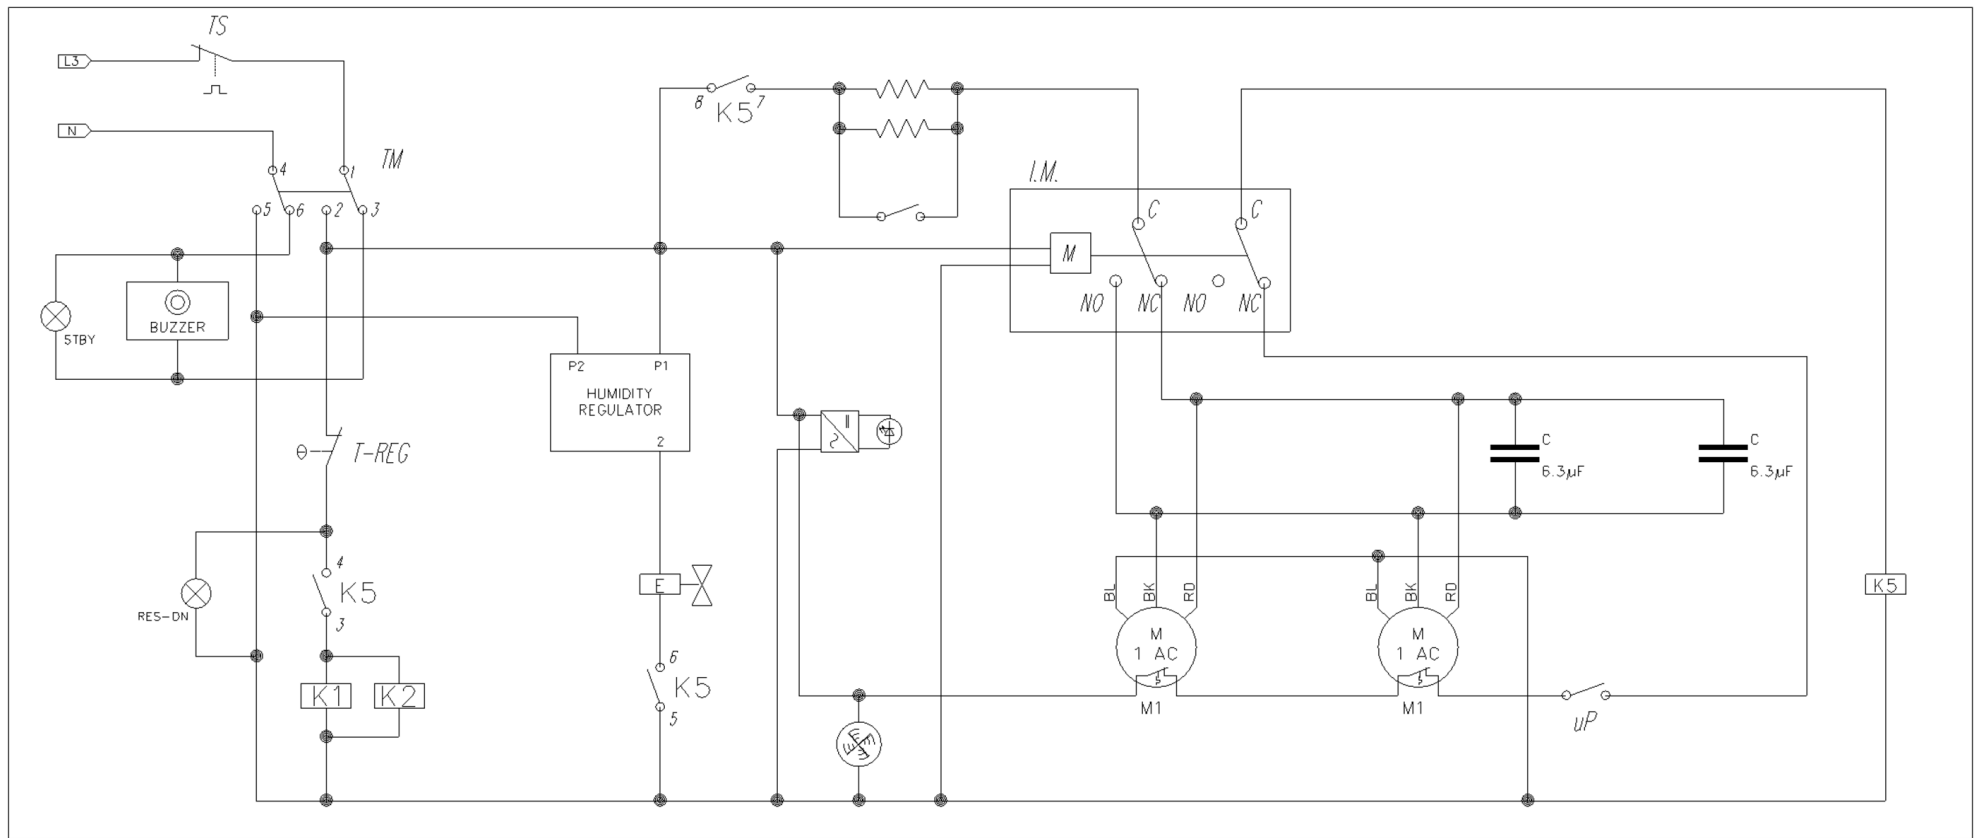 TS
L3
N
4
1
TM
5
6
2
3
8
K5
7
I.M.
C
C
M
NO
NC
NO
NC
BUZZER
STBY
P2
P1
HUMIDITY
REGULATOR
2
θ
T-REG
C
6.3µF
C
6.3µF
4
K5
3
RES-DN
K1
K2
E
6
K5
5
BL
BK
RD
BL
BK
RD
M
1 AC
M
1 AC
M1
M1
uP
K5